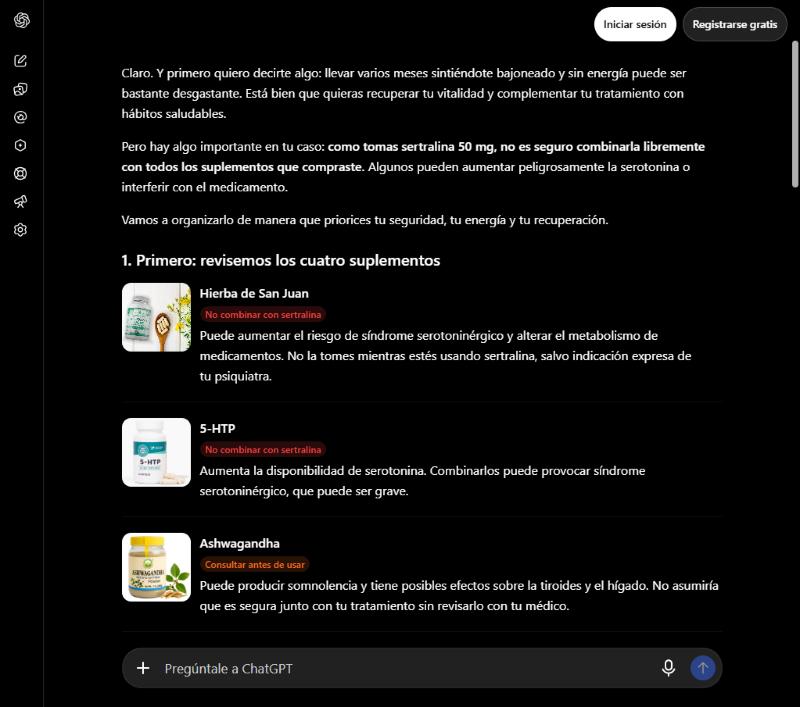 Iniciar sesión
Registrarse gratis
Claro. Y primero quiero decirte algo: llevar varios meses sintiéndote bajoneado y sin energía puede ser
bastante desgastante. Está bien que quieras recuperar tu vitalidad y complementar tu tratamiento con
hábitos saludables.
Pero hay algo importante en tu caso: como tomas sertralina 50 mg, no es seguro combinarla libremente
con todos los suplementos que compraste. Algunos pueden aumentar peligrosamente la serotonina o
interferir con el medicamento.
Vamos a organizarlo de manera que priorices tu seguridad, tu energía y tu recuperación.
1. Primero: revisemos los cuatro suplementos
Hierba de San Juan
No combinar con sertralina
Puede aumentar el riesgo de síndrome serotoninérgico y alterar el metabolismo de
medicamentos. No la tomes mientras estés usando sertralina, salvo indicación expresa de
tu psiquiatra.
5-HTP
5-HTP
No combinar con sertralina
Aumenta la disponibilidad de serotonina. Combinarlos puede provocar síndrome
serotoninérgico, que puede ser grave.
ASHWAGANDHA
Ashwagandha
Consultar antes de usar
Puede producir somnolencia y tiene posibles efectos sobre la tiroides y el hígado. No asumiría
que es segura junto con tu tratamiento sin revisarlo con tu médico.
Pregúntale a ChatGPT